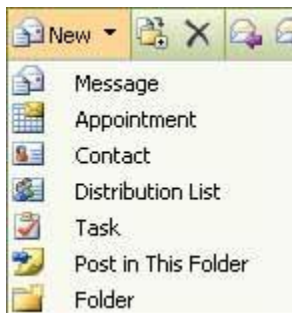 New
Message
Appointment
Contact
Distribution List
Task
Post in This Folder
Folder